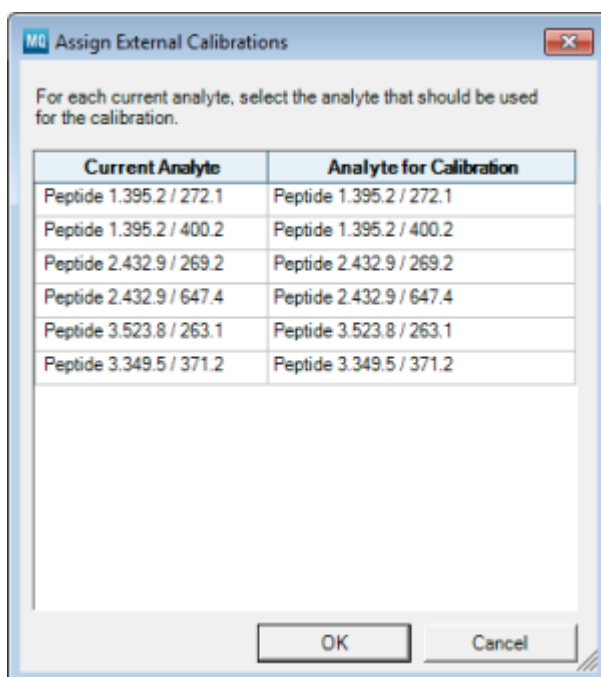 MQ Assign External Calibrations
For each current analyte, select the analyte that should be used
for the calibration.
Current Analyte Analyte for Calibration
Peptide 1.395.2 / 272.1 Peptide 1.395.2 / 272.1
Peptide 1.395.2 / 400.2 Peptide 1.395.2 / 400.2
Peptide 2.432.9 / 269.2 Peptide 2.432.9 / 269.2
Peptide 2.432.9 / 647.4 Peptide 2.432.9 / 647.4
Peptide 3.523.8 / 263.1 Peptide 3.523.8 / 263.1
Peptide 3.349.5 / 371.2 Peptide 3.349.5 / 371.2
OK Cancel